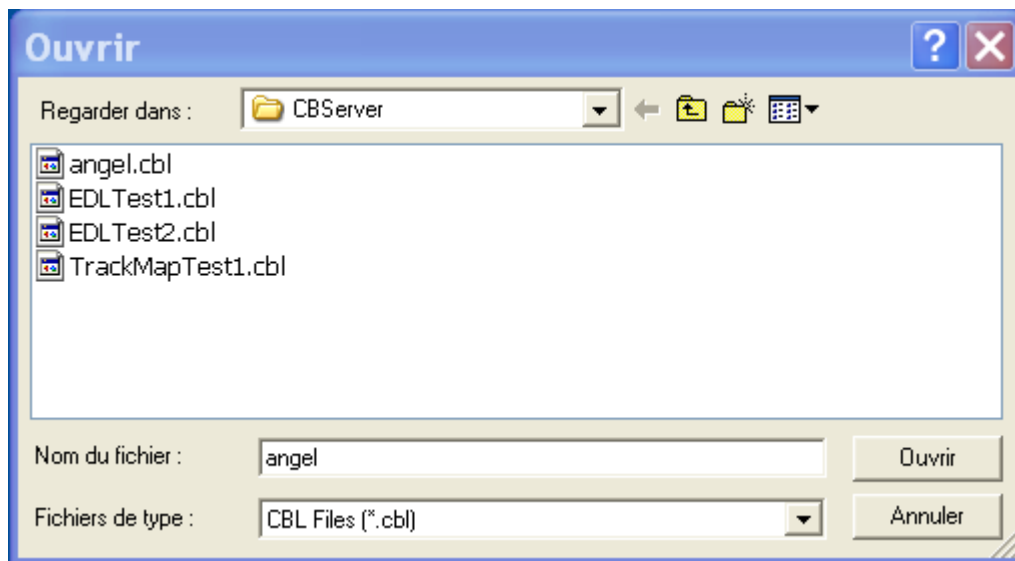 Ouvrir
Regarder dans : CBServer
angel.cbl
EDLTest1.cbl
EDLTest2.cbl
TrackMapTest1.cbl
Nom du fichier : angel Ouvrir
Fichiers de type : CBL Files (*.cbl) Annuler